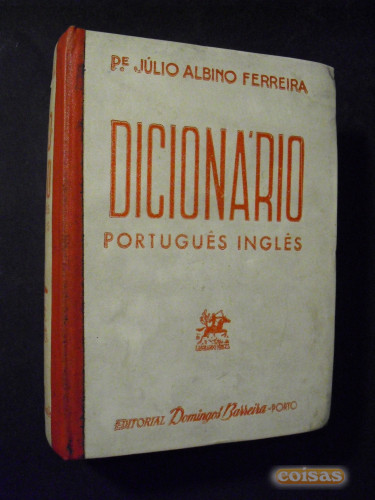 Pe. JÚLIO ALBINO FERREIRA
DICIONÁRIO
PORTUGUÊS INGLÊS
EDITORIAL Domingos Barreira - PORTO
coisas